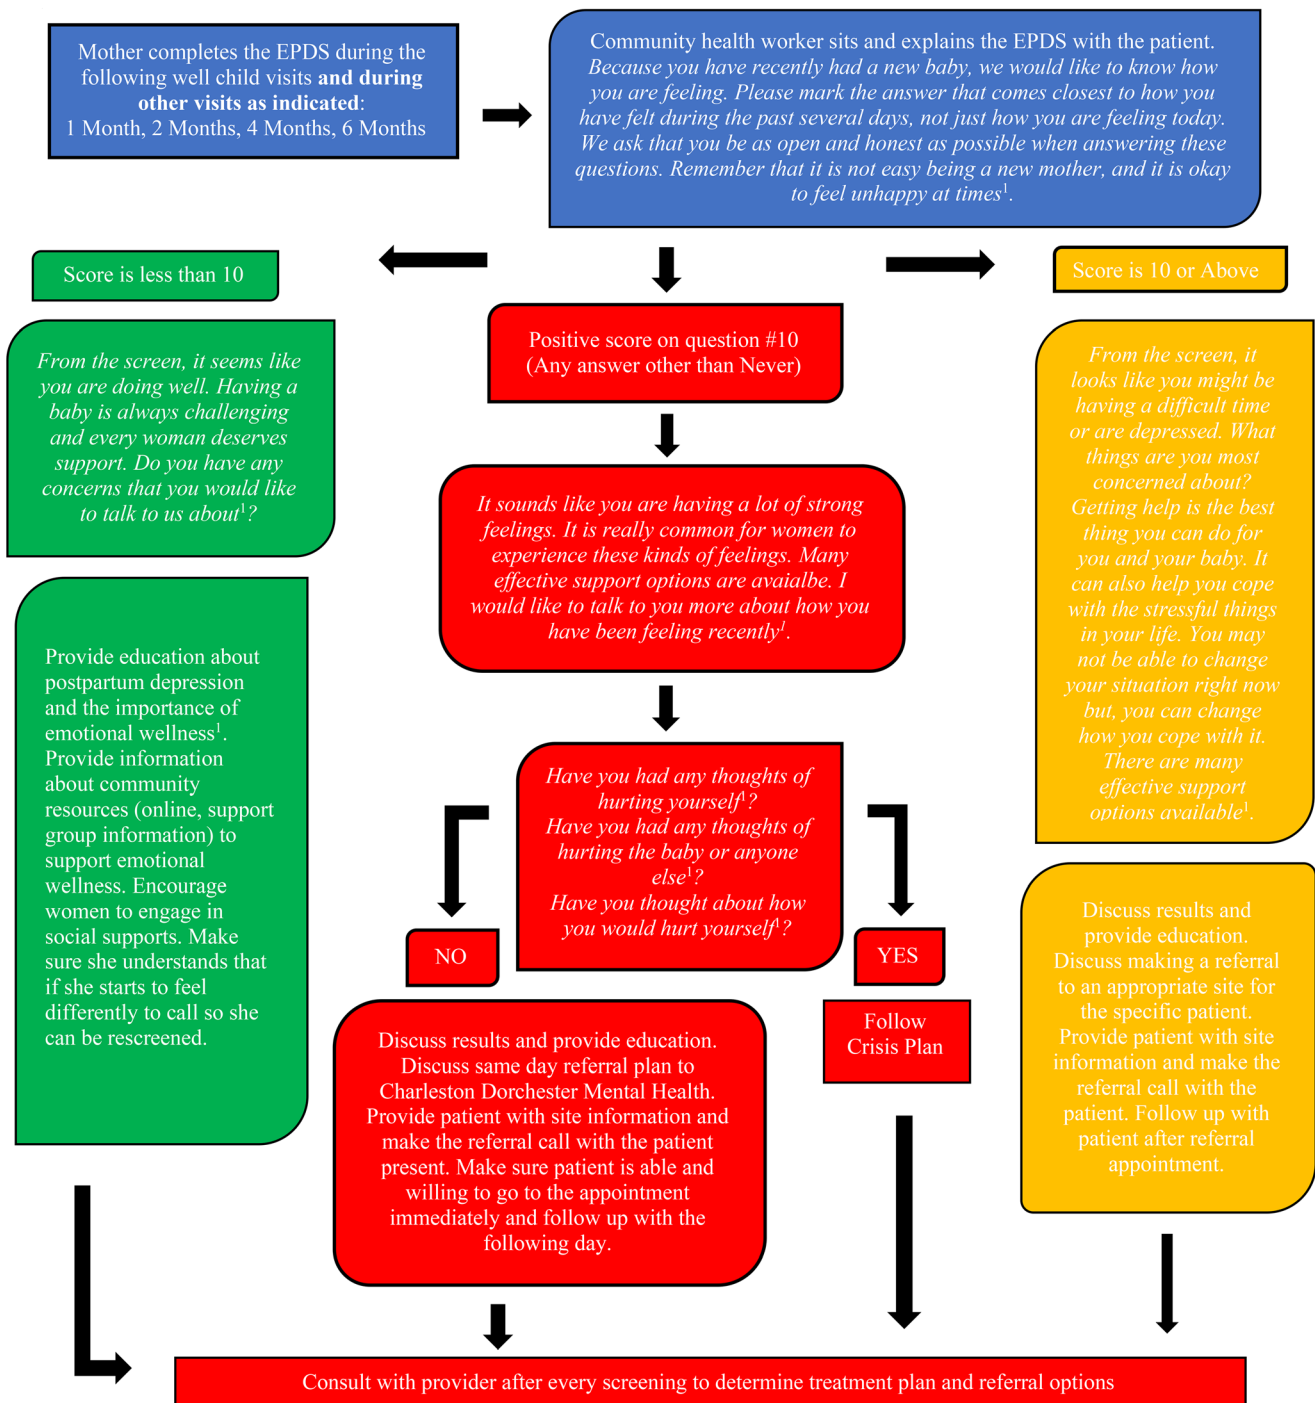 Mother completes the EPDS during the
following well child visits and during
other visits as indicated:
1 Month, 2 Months, 4 Months, 6 Months
Community health worker sits and explains the EPDS with the patient.
Because you have recently had a new baby, we would like to know how
you are feeling. Please mark the answer that comes closest to how you
have felt during the past several days, not just how you are feeling today.
We ask that you be as open and honest as possible when answering these
questions. Remember that it is not easy being a new mother, and it is okay
to feel unhappy at times¹.
Score is less than 10
From the screen, it seems like
you are doing well. Having a
baby is always challenging
and every woman deserves
support. Do you have any
concerns that you would like
to talk to us about¹?
Provide education about
postpartum depression
and the importance of
emotional wellness¹.
Provide information
about community
resources (online, support
group information) to
support emotional
wellness. Encourage
women to engage in
social supports. Make
sure she understands that
if she starts to feel
differently to call so she
can be rescreened.
Positive score on question #10
(Any answer other than Never)
It sounds like you are having a lot of strong
feelings. It is really common for women to
experience these kinds of feelings. Many
effective support options are avaialbe. I
would like to talk to you more about how you
have been feeling recently¹.
Have you had any thoughts of
hurting yourself¹?
Have you had any thoughts of
hurting the baby or anyone
else¹?
Have you thought about how
you would hurt yourself¹?
NO
Discuss results and provide education.
Discuss same day referral plan to
Charleston Dorchester Mental Health.
Provide patient with site information and
make the referral call with the patient
present. Make sure patient is able and
willing to go to the appointment
immediately and follow up with the
following day.
YES
Follow
Crisis Plan
Score is 10 or Above
From the screen, it
looks like you might be
having a difficult time
or are depressed. What
things are you most
concerned about?
Getting help is the best
thing you can do for
you and your baby. It
can also help you cope
with the stressful things
in your life. You may
not be able to change
your situation right now
but, you can change
how you cope with it.
There are many
effective support
options available¹.
Discuss results and
provide education.
Discuss making a referral
to an appropriate site for
the specific patient.
Provide patient with site
information and make the
referral call with the
patient. Follow up with
patient after referral
appointment.
Consult with provider after every screening to determine treatment plan and referral options